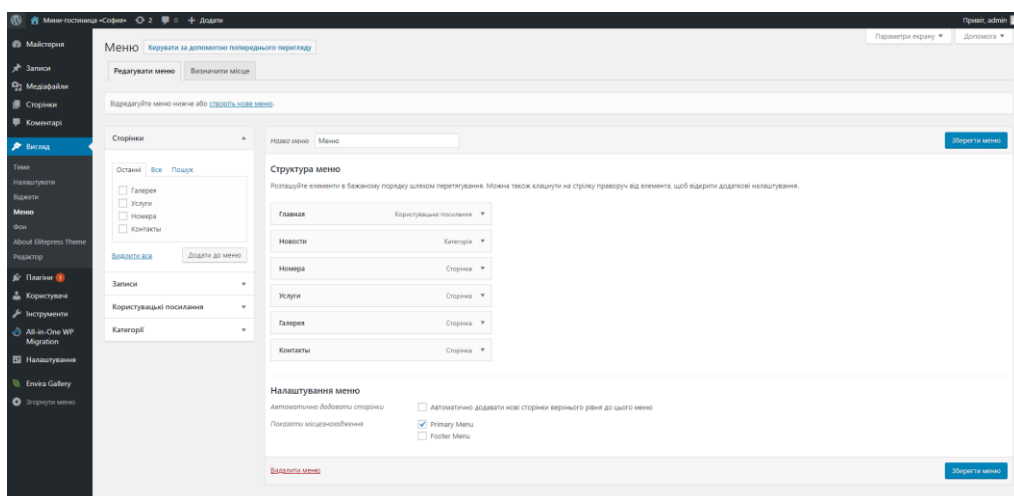 Мини-гостиница «София» 2 0 + Додати Привіт, admin
Майстерня
Записи
Медіафайли
Сторінки
Коментарі
Вигляд
Теми
Налаштувати
Віджети
Меню
Фон
About Elitepress Theme
Редактор
Плагіни 1
Користувачі
Інструменти
All-in-One WP
Migration
Налаштування
Envira Gallery
Згорнути меню
Параметри екрану ▼ Допомога ▼
Меню Керувати за допомогою попереднього перегляду
Редагувати меню Визначити місце
Відредагуйте меню нижче або створіть нове меню.
Сторінки
Останні Все Пошук
Галерея
Услуги
Номера
Контакты
Виділити все Додати до меню
Записи
Користувацькі посилання
Категорії
Назва меню Меню Зберегти меню
Структура меню
Розташуйте елементи в бажаному порядку шляхом перетягування. Можна також клацнути на стрілку праворуч від елемента, щоб відкрити додаткові налаштування.
Главная Користувацьке посилання
Новости Категорія
Номера Сторінка
Услуги Сторінка
Галерея Сторінка
Контакты Сторінка
Налаштування меню
Автоматично додавати сторінки Автоматично додавати нові сторінки верхнього рівня до цього меню
Показати місцезнаходження Primary Menu
Footer Menu
Видалити меню Зберегти меню